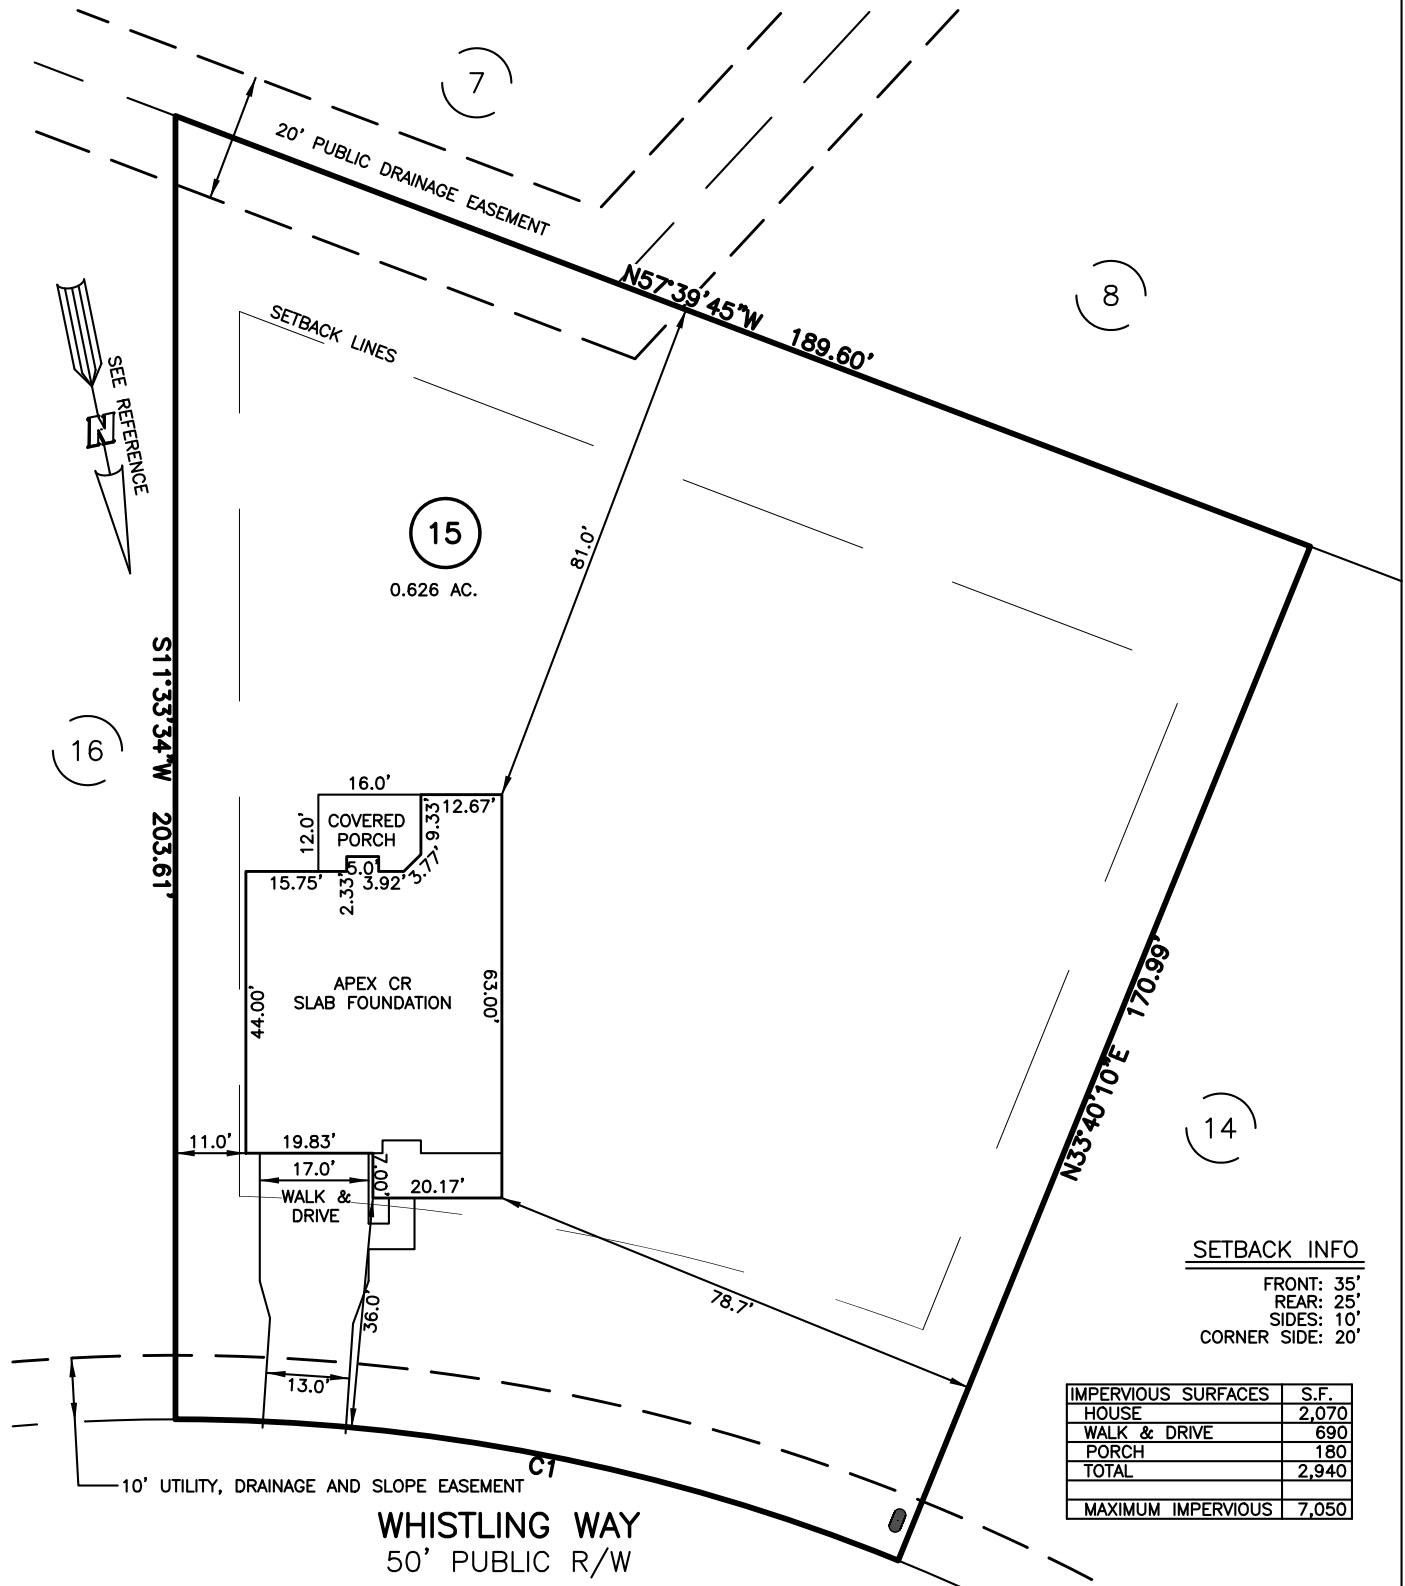 7
20' PUBLIC DRAINAGE EASEMENT
N57°39'45"W 189.60'
8
SETBACK LINES
SEE REFERENCE
N
15
0.626 AC.
81.0'
S11°33'34"W 203.61'
16
16.0'
12.67'
12.0'
COVERED
PORCH
9.33'
3.77'
5.0'
15.75'
2.33'
3.92'
APEX CR
SLAB FOUNDATION
44.00'
63.00'
N33°40'10"E 170.99'
14
11.0'
19.83'
17.0'
7.00'
20.17'
WALK &
DRIVE
78.7'
36.0'
13.0'
SETBACK INFO
FRONT: 35'
REAR: 25'
SIDES: 10'
CORNER SIDE: 20'
IMPERVIOUS SURFACES S.F.
HOUSE 2,070
WALK & DRIVE 690
PORCH 180
TOTAL 2,940
MAXIMUM IMPERVIOUS 7,050
C1
10' UTILITY, DRAINAGE AND SLOPE EASEMENT
WHISTLING WAY
50' PUBLIC R/W